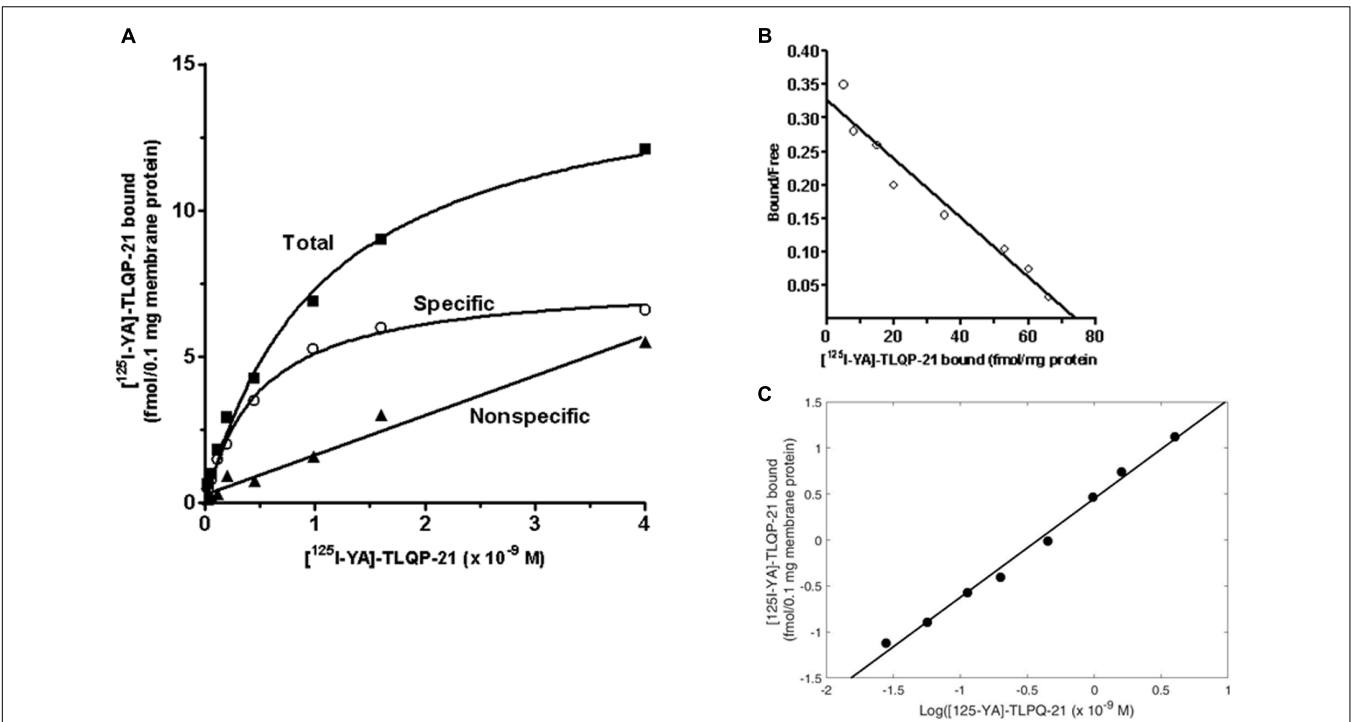 A
15
10
5
0
0 1 2 3 4
Total
Specific
Nonspecific
[125I-YA]-TLQP-21 bound
(fmol/0.1 mg membrane protein)
[125I-YA]-TLQP-21 (x 10-9 M)
B
0.40
0.35
0.30
0.25
0.20
0.15
0.10
0.05
0 20 40 60 80
Bound/Free
[125I-YA]-TLQP-21 bound (fmol/mg protein
C
1.5
1
0.5
0
-0.5
-1
-1.5
-2 -1.5 -1 -0.5 0 0.5 1
[125I-YA]-TLQP-21 bound
(fmol/0.1 mg membrane protein)
Log([125-YA]-TLPQ-21 (x 10-9 M)